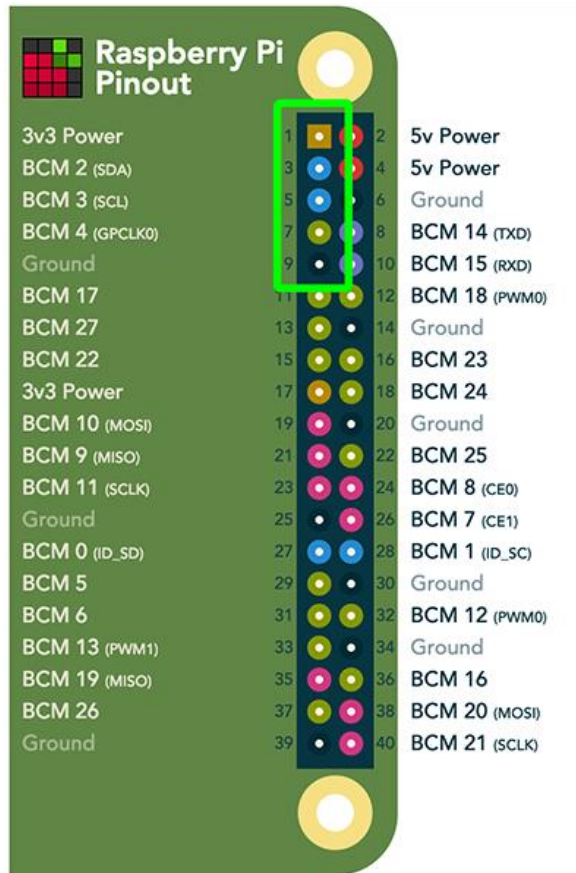 Raspberry Pi
Pinout
3v3 Power 1 2 5v Power
BCM 2 (SDA) 3 4 5v Power
BCM 3 (SCL) 5 6 Ground
BCM 4 (GPCLK0) 7 8 BCM 14 (TXD)
Ground 9 10 BCM 15 (RXD)
BCM 17 11 12 BCM 18 (PWM0)
BCM 27 13 14 Ground
BCM 22 15 16 BCM 23
3v3 Power 17 18 BCM 24
BCM 10 (MOSI) 19 20 Ground
BCM 9 (MISO) 21 22 BCM 25
BCM 11 (SCLK) 23 24 BCM 8 (CE0)
Ground 25 26 BCM 7 (CE1)
BCM 0 (ID_SD) 27 28 BCM 1 (ID_SC)
BCM 5 29 30 Ground
BCM 6 31 32 BCM 12 (PWM0)
BCM 13 (PWM1) 33 34 Ground
BCM 19 (MISO) 35 36 BCM 16
BCM 26 37 38 BCM 20 (MOSI)
Ground 39 40 BCM 21 (SCLK)